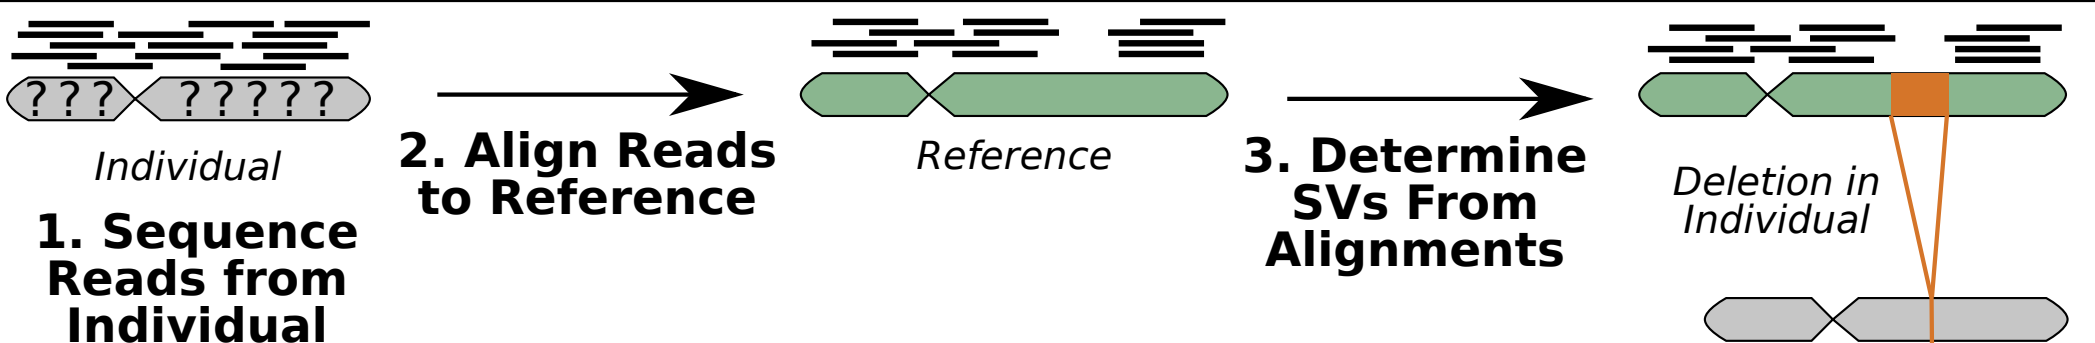 ? ? ? ? ? ? ? ?
Individual
1. Sequence
Reads from
Individual
2. Align Reads
to Reference
Reference
3. Determine
SVs From
Alignments
Deletion in
Individual